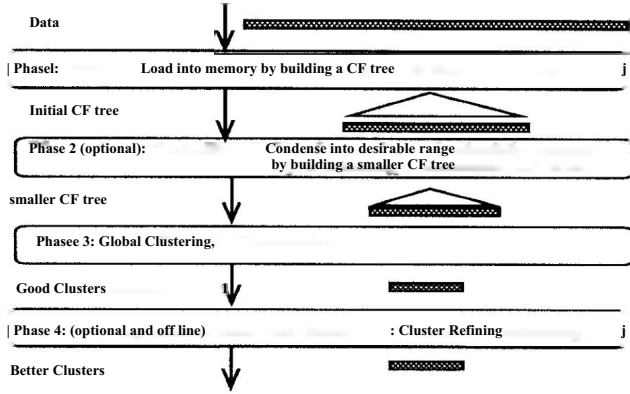 Data
| Phasel: Load into memory by building a CF tree j
Initial CF tree
Phase 2 (optional): Condense into desirable range
by building a smaller CF tree
smaller CF tree
Phasee 3: Global Clustering,
Good Clusters 1
| Phase 4: (optional and off line) : Cluster Refining j
Better Clusters